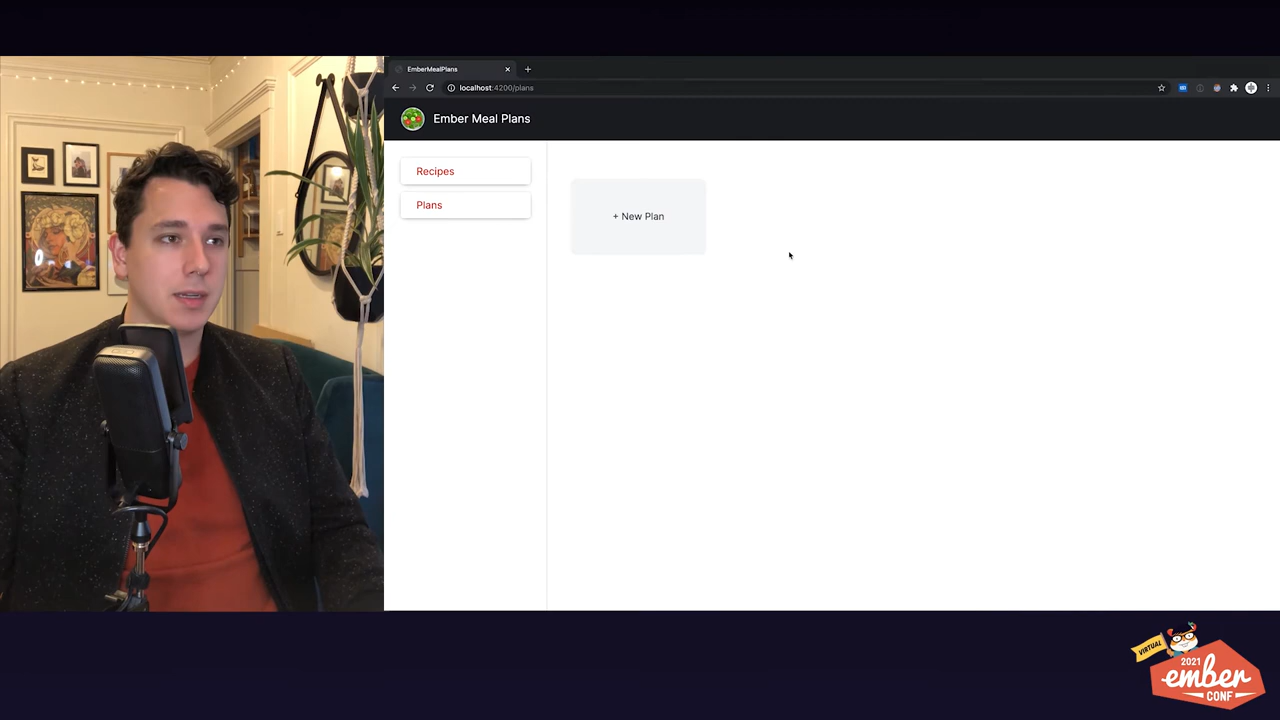 EmberMealPlans
localhost:4200/plans
Ember Meal Plans
Recipes
Plans
+ New Plan
VIRTUAL
2021
ember
CONF